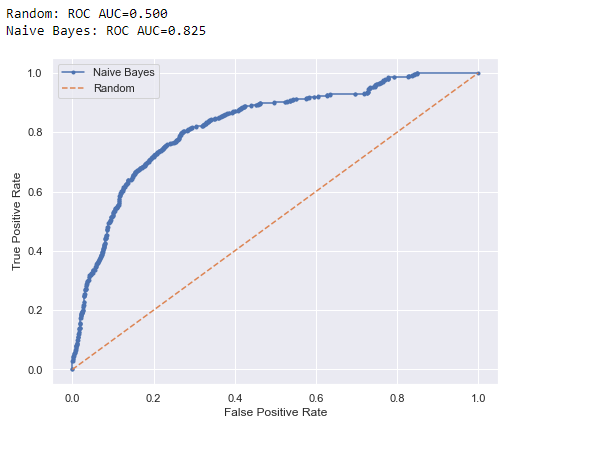 Random: ROC AUC=0.500
Naive Bayes: ROC AUC=0.825
Naive Bayes
Random
1.0
0.8
0.6
0.4
0.2
0.0
True Positive Rate
0.0 0.2 0.4 0.6 0.8 1.0
False Positive Rate